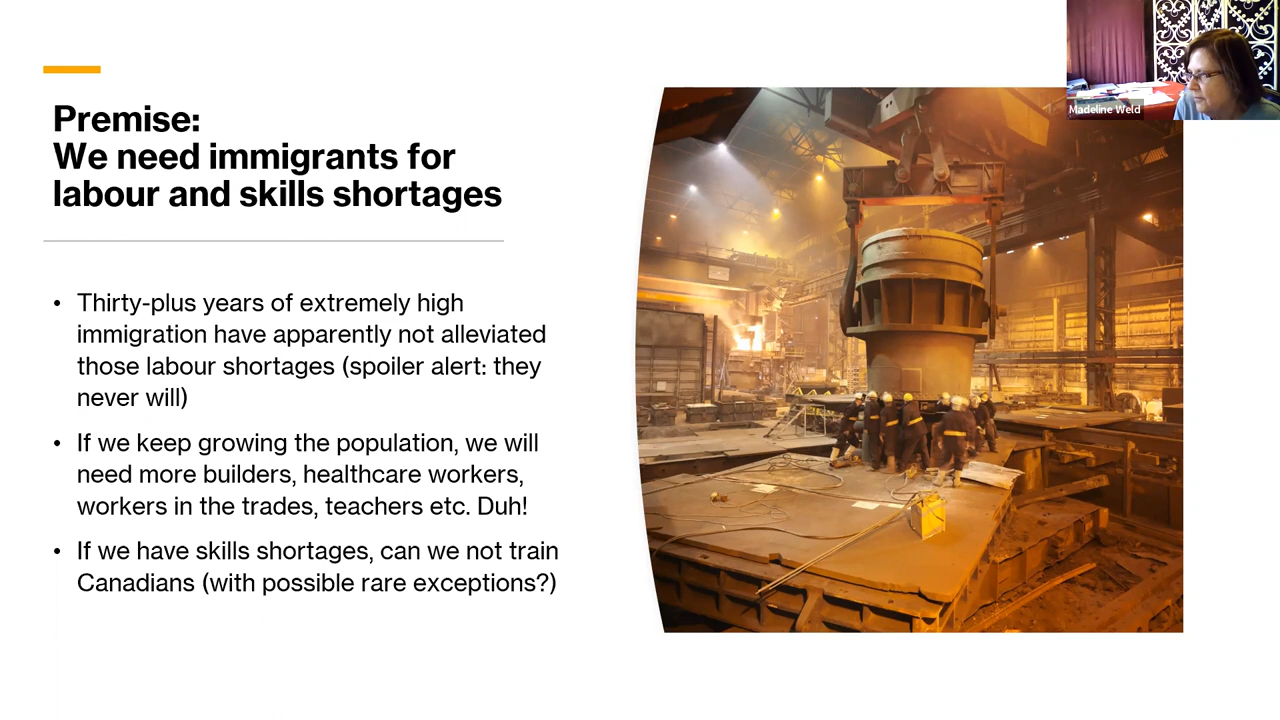 Premise:
We need immigrants for
labour and skills shortages
• Thirty-plus years of extremely high
immigration have apparently not alleviated
those labour shortages (spoiler alert: they
never will)
• If we keep growing the population, we will
need more builders, healthcare workers,
workers in the trades, teachers etc. Duh!
• If we have skills shortages, can we not train
Canadians (with possible rare exceptions?)
Madeline Weld